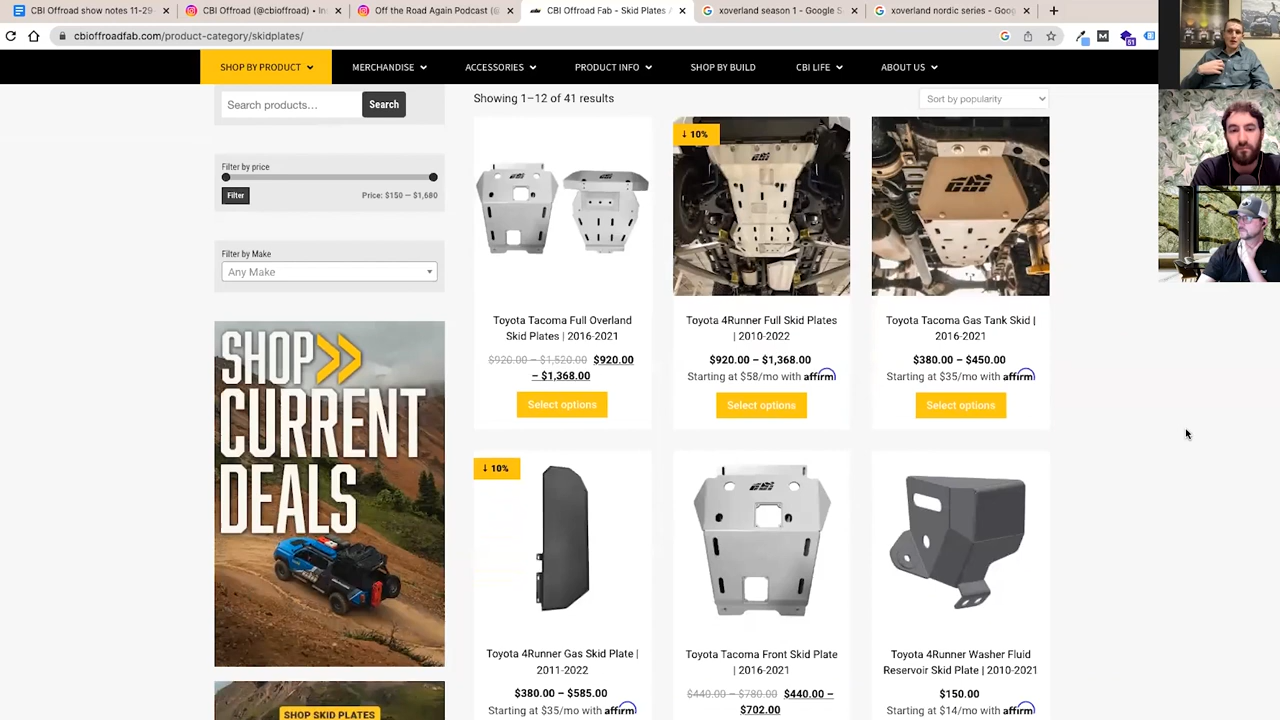 CBI Offroad show notes 11-29-
CBI Offroad (@cbioffroad) • In
Off the Road Again Podcast (@
CBI Offroad Fab - Skid Plates /
xoverland season 1 - Google S
xoverland nordic series - Goog
cbioffroadfab.com/product-category/skidplates/
SHOP BY PRODUCT
MERCHANDISE
ACCESSORIES
PRODUCT INFO
SHOP BY BUILD
CBI LIFE
ABOUT US
Search products…
Search
Showing 1–12 of 41 results
Sort by popularity
Filter by price
Filter
Price: $150 — $1,680
Filter by Make
Any Make
SHOP
CURRENT
DEALS
SHOP SKID PLATES
CBI
Toyota Tacoma Full Overland
Skid Plates | 2016-2021
$920.00 – $1,520.00 $920.00
– $1,368.00
Select options
↓ 10%
CBI
Toyota 4Runner Full Skid Plates
| 2010-2022
$920.00 – $1,368.00
Starting at $58/mo with affirm
Select options
CBI
Toyota Tacoma Gas Tank Skid |
2016-2021
$380.00 – $450.00
Starting at $35/mo with affirm
Select options
↓ 10%
Toyota 4Runner Gas Skid Plate |
2011-2022
$380.00 – $585.00
Starting at $35/mo with affirm
CBI
Toyota Tacoma Front Skid Plate
| 2016-2021
$440.00 – $780.00 $440.00 –
$702.00
Toyota 4Runner Washer Fluid
Reservoir Skid Plate | 2010-2021
$150.00
Starting at $14/mo with affirm